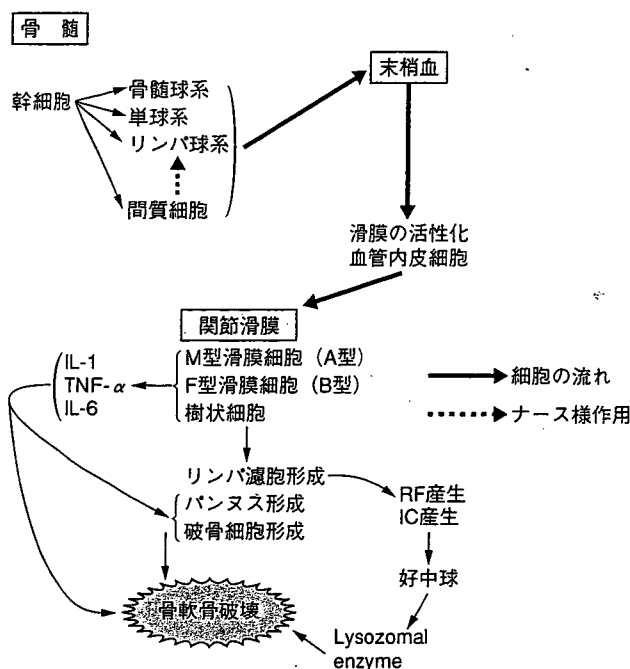 骨 髄
幹細胞
骨髄球系
単球系
リンパ球系
間質細胞
末梢血
滑膜の活性化
血管内皮細胞
関節滑膜
IL-1
TNF-α
IL-6
M型滑膜細胞（A型）
F型滑膜細胞（B型）
樹状細胞
細胞の流れ
ナース様作用
リンパ濾胞形成
パンヌス形成
破骨細胞形成
RF産生
IC産生
好中球
骨軟骨破壊
Lysozomal
enzyme